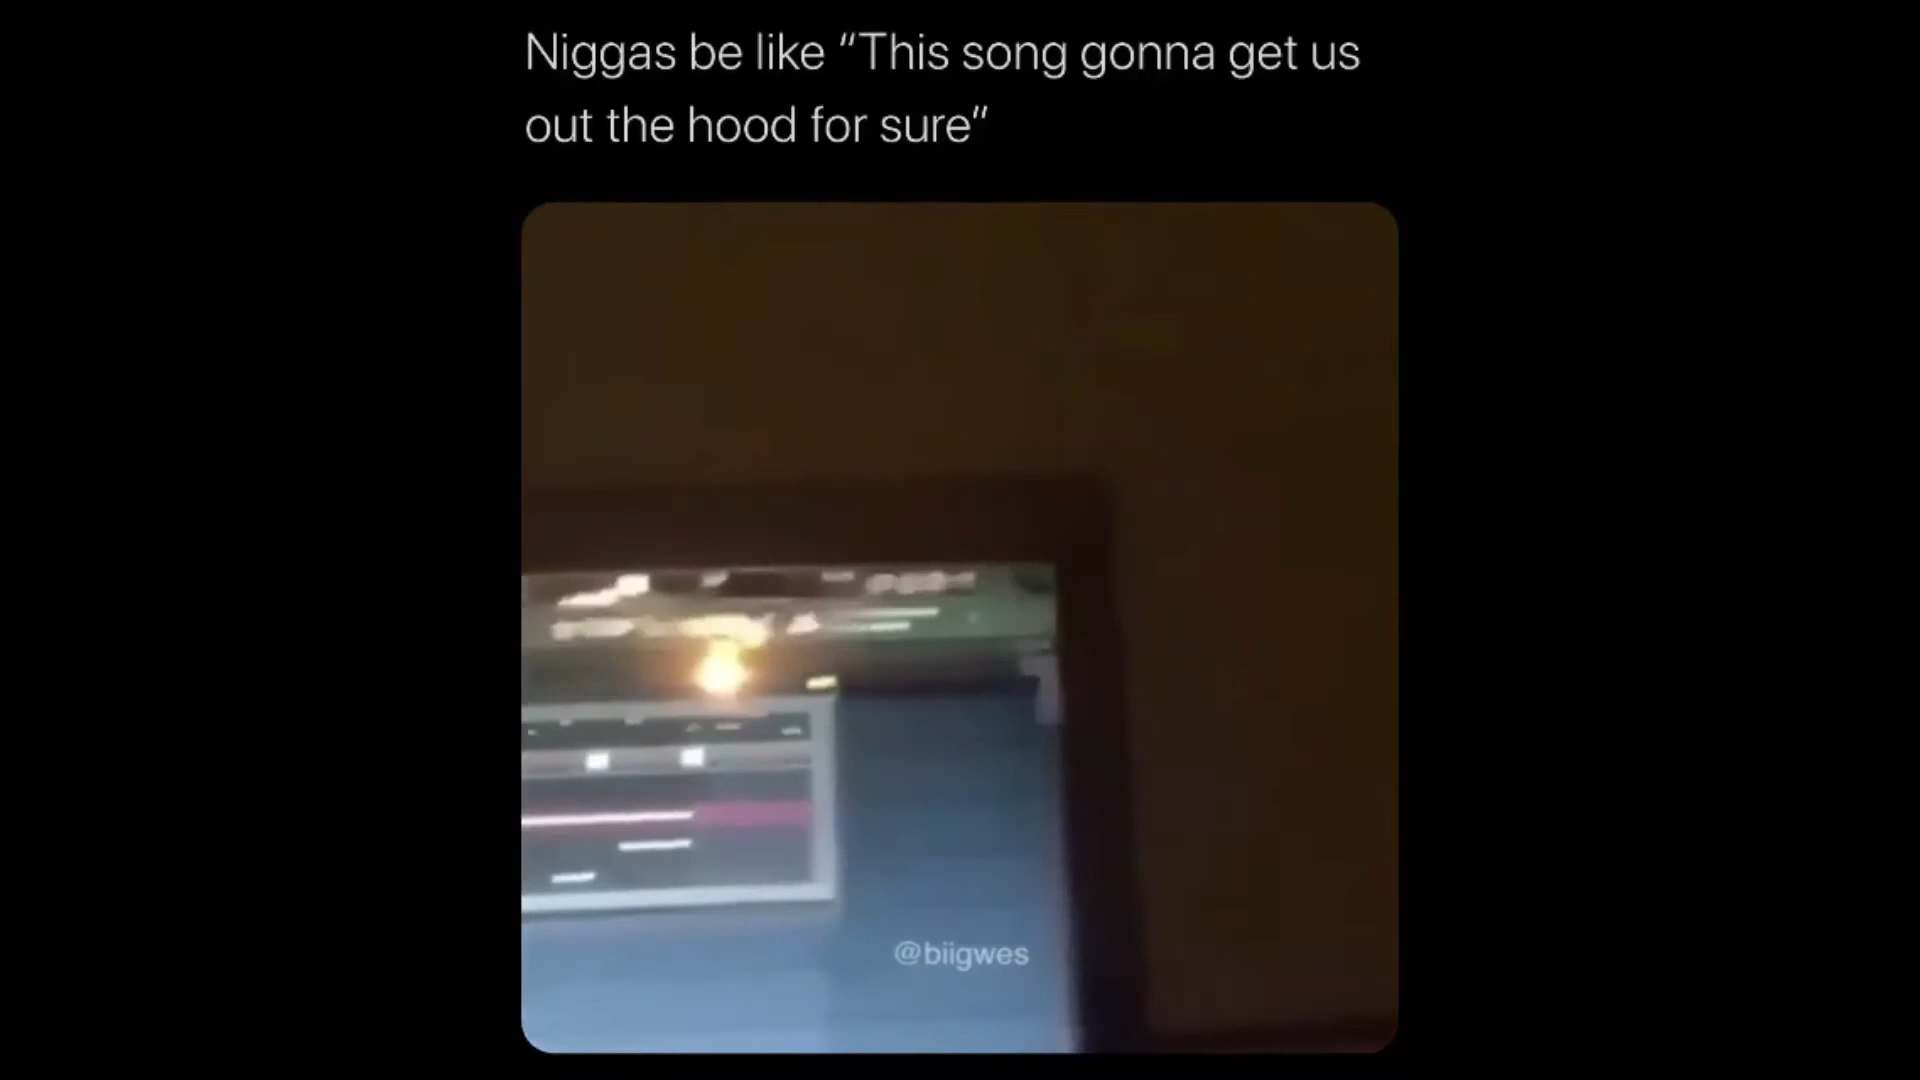 Niggas be like “This song gonna get us
out the hood for sure”
@biigwes